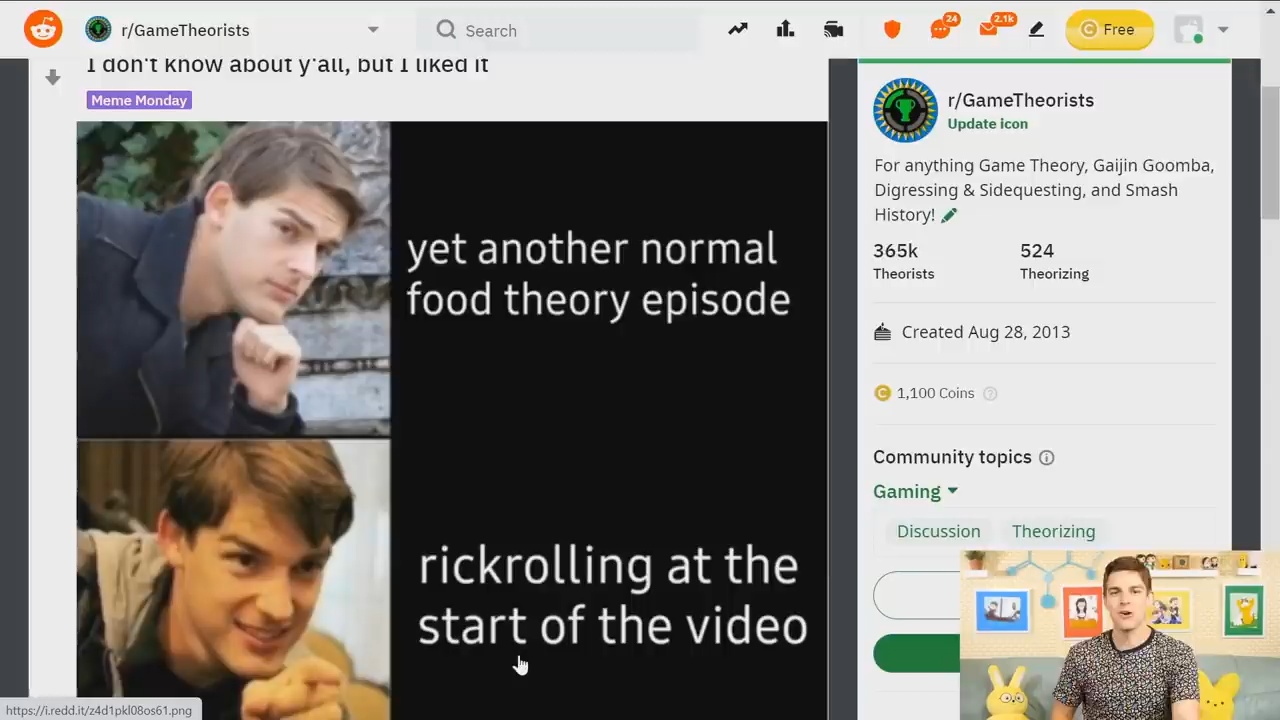 r/GameTheorists
Search
24
2.1k
Free
I don't know about y'all, but I liked it
Meme Monday
yet another normal
food theory episode
rickrolling at the
start of the video
r/GameTheorists
Update icon
For anything Game Theory, Gaijin Goomba,
Digressing & Sidequesting, and Smash
History!
365k
524
Theorists
Theorizing
Created Aug 28, 2013
1,100 Coins
Community topics
Gaming
Discussion
Theorizing
https://i.redd.it/z4d1pkl08os61.png